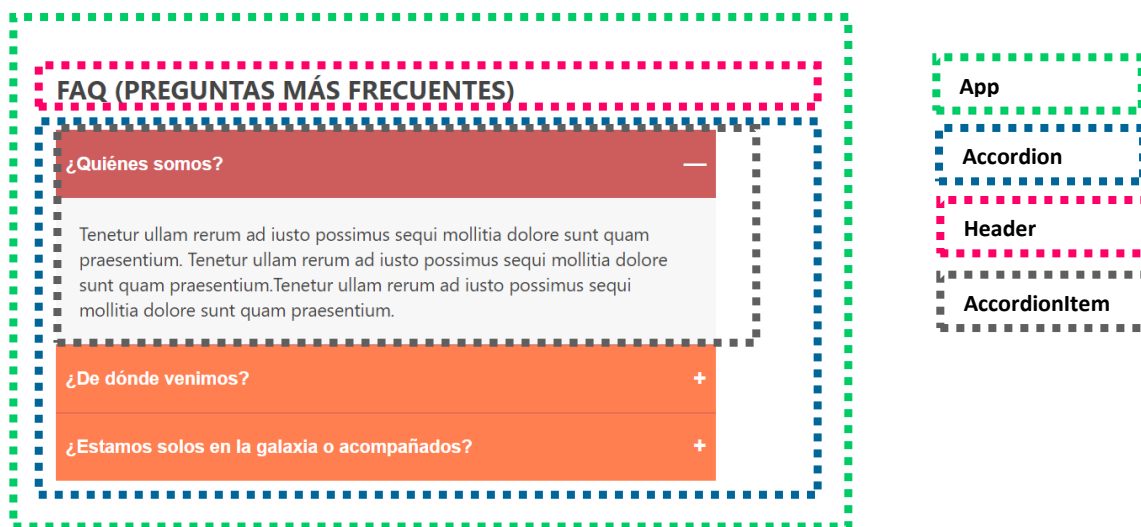 FAQ (PREGUNTAS MÁS FRECUENTES)
¿Quiénes somos?
Tenetur ullam rerum ad iusto possimus sequi mollitia dolore sunt quam
praesentium. Tenetur ullam rerum ad iusto possimus sequi mollitia dolore
sunt quam praesentium.Tenetur ullam rerum ad iusto possimus sequi
mollitia dolore sunt quam praesentium.
¿De dónde venimos?
¿Estamos solos en la galaxia o acompañados?
App
Accordion
Header
AccordionItem